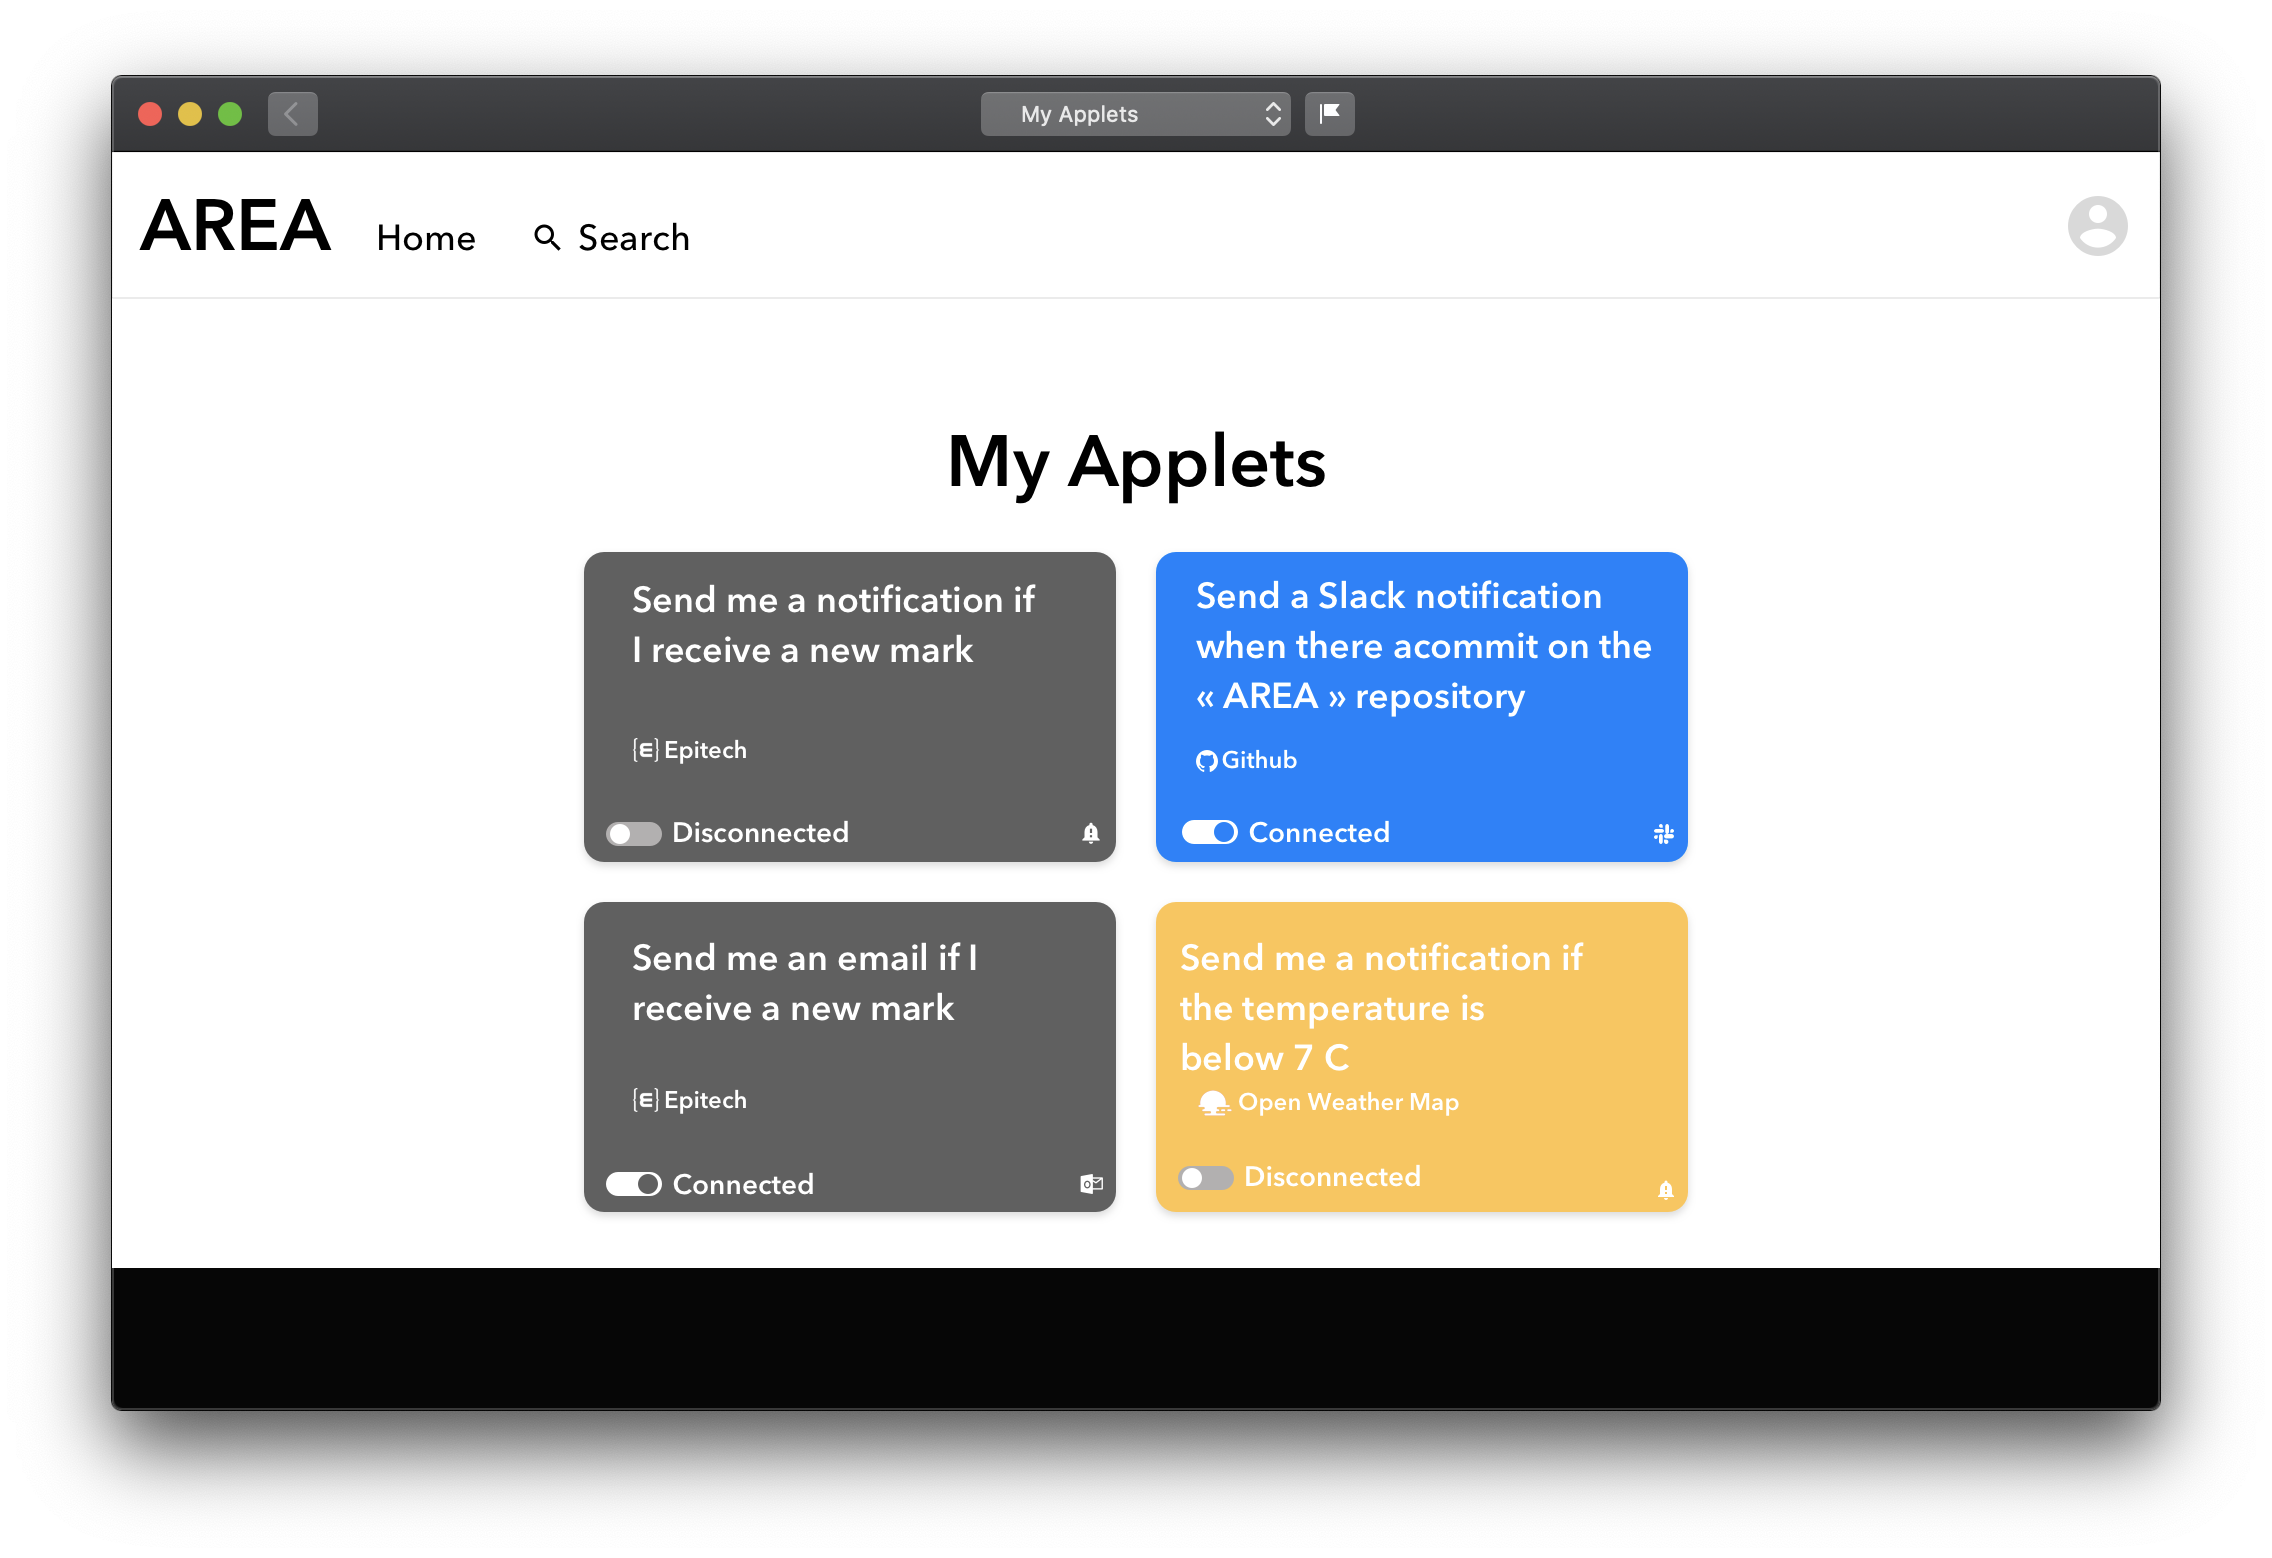 My Applets
AREA
Home
Search
My Applets
Send me a notification if
I receive a new mark
Epitech
Disconnected
Send a Slack notification
when there acommit on the
« AREA » repository
Github
Connected
Send me an email if I
receive a new mark
Epitech
Connected
Send me a notification if
the temperature is
below 7 C
Open Weather Map
Disconnected